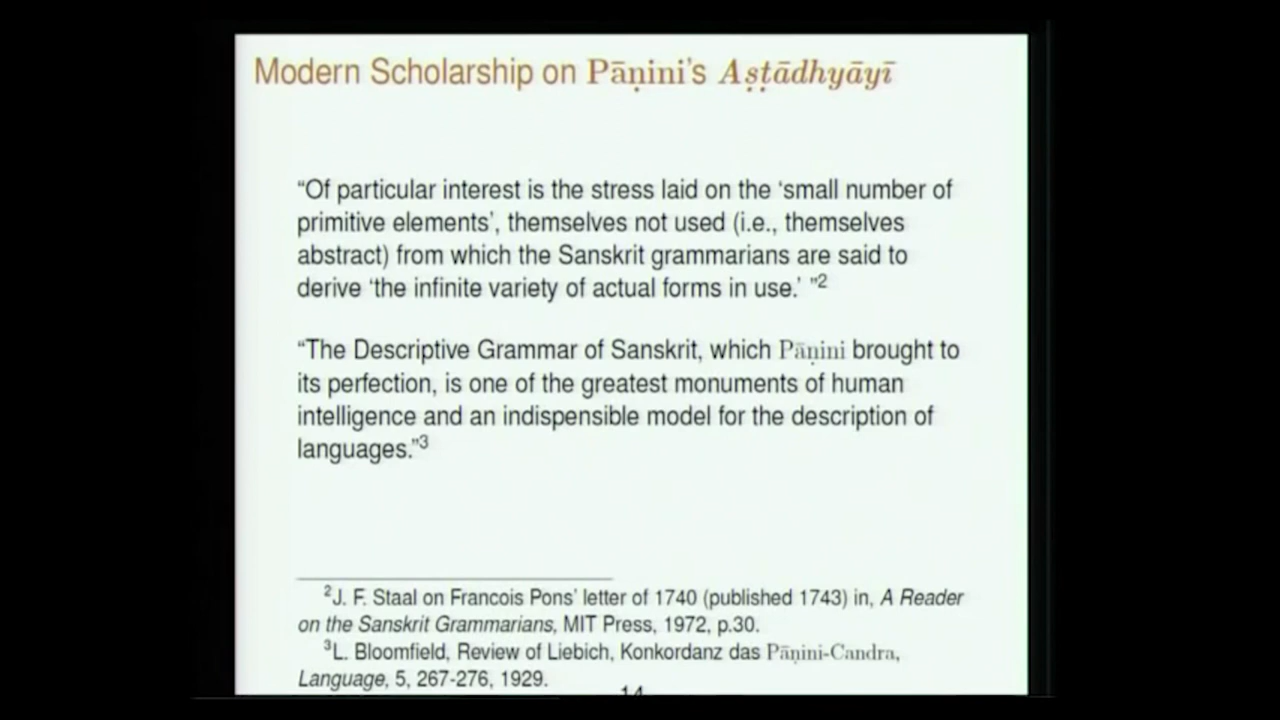 Modern Scholarship on Pāṇini's Aṣṭādhyāyī
“Of particular interest is the stress laid on the ‘small number of
primitive elements’, themselves not used (i.e., themselves
abstract) from which the Sanskrit grammarians are said to
derive ‘the infinite variety of actual forms in use.’ ”2
“The Descriptive Grammar of Sanskrit, which Pāṇini brought to
its perfection, is one of the greatest monuments of human
intelligence and an indispensible model for the description of
languages.”3
2J. F. Staal on Francois Pons’ letter of 1740 (published 1743) in, A Reader
on the Sanskrit Grammarians, MIT Press, 1972, p.30.
3L. Bloomfield, Review of Liebich, Konkordanz das Pāṇini-Candra,
Language, 5, 267-276, 1929.
14